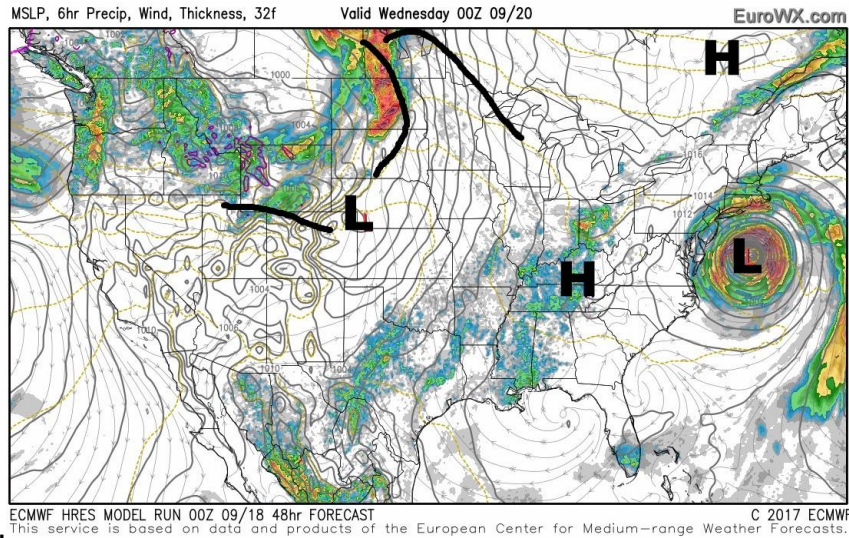 MSLP, 6hr Precip, Wind, Thickness, 32f Valid Wednesday 00Z 09/20 EuroWX.com
H
1000
1004
1016
1014
1012
L
L
H
1004
1010
1006
1010
ECMWF HRES MODEL RUN 00Z 09/18 48hr FORECAST C 2017 ECMWF
This service is based on data and products of the European Center for Medium-range Weather Forecasts.